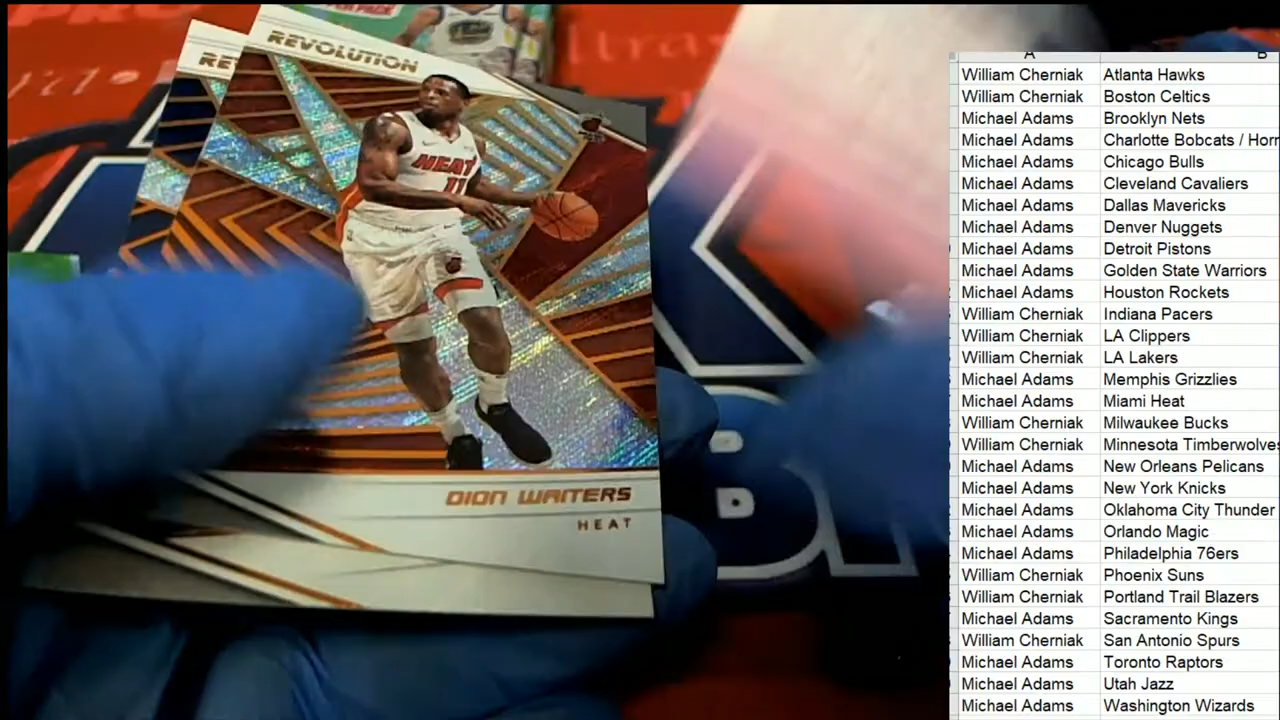 PER PACK
REVOLUTION
RE
HEAT
11
DION WAITERS
HEAT
A B
William Cherniak Atlanta Hawks
William Cherniak Boston Celtics
Michael Adams Brooklyn Nets
Michael Adams Charlotte Bobcats / Horr
Michael Adams Chicago Bulls
Michael Adams Cleveland Cavaliers
Michael Adams Dallas Mavericks
Michael Adams Denver Nuggets
Michael Adams Detroit Pistons
Michael Adams Golden State Warriors
Michael Adams Houston Rockets
William Cherniak Indiana Pacers
William Cherniak LA Clippers
William Cherniak LA Lakers
Michael Adams Memphis Grizzlies
Michael Adams Miami Heat
William Cherniak Milwaukee Bucks
William Cherniak Minnesota Timberwolves
Michael Adams New Orleans Pelicans
Michael Adams New York Knicks
Michael Adams Oklahoma City Thunder
Michael Adams Orlando Magic
Michael Adams Philadelphia 76ers
William Cherniak Phoenix Suns
William Cherniak Portland Trail Blazers
Michael Adams Sacramento Kings
William Cherniak San Antonio Spurs
Michael Adams Toronto Raptors
Michael Adams Utah Jazz
Michael Adams Washington Wizards